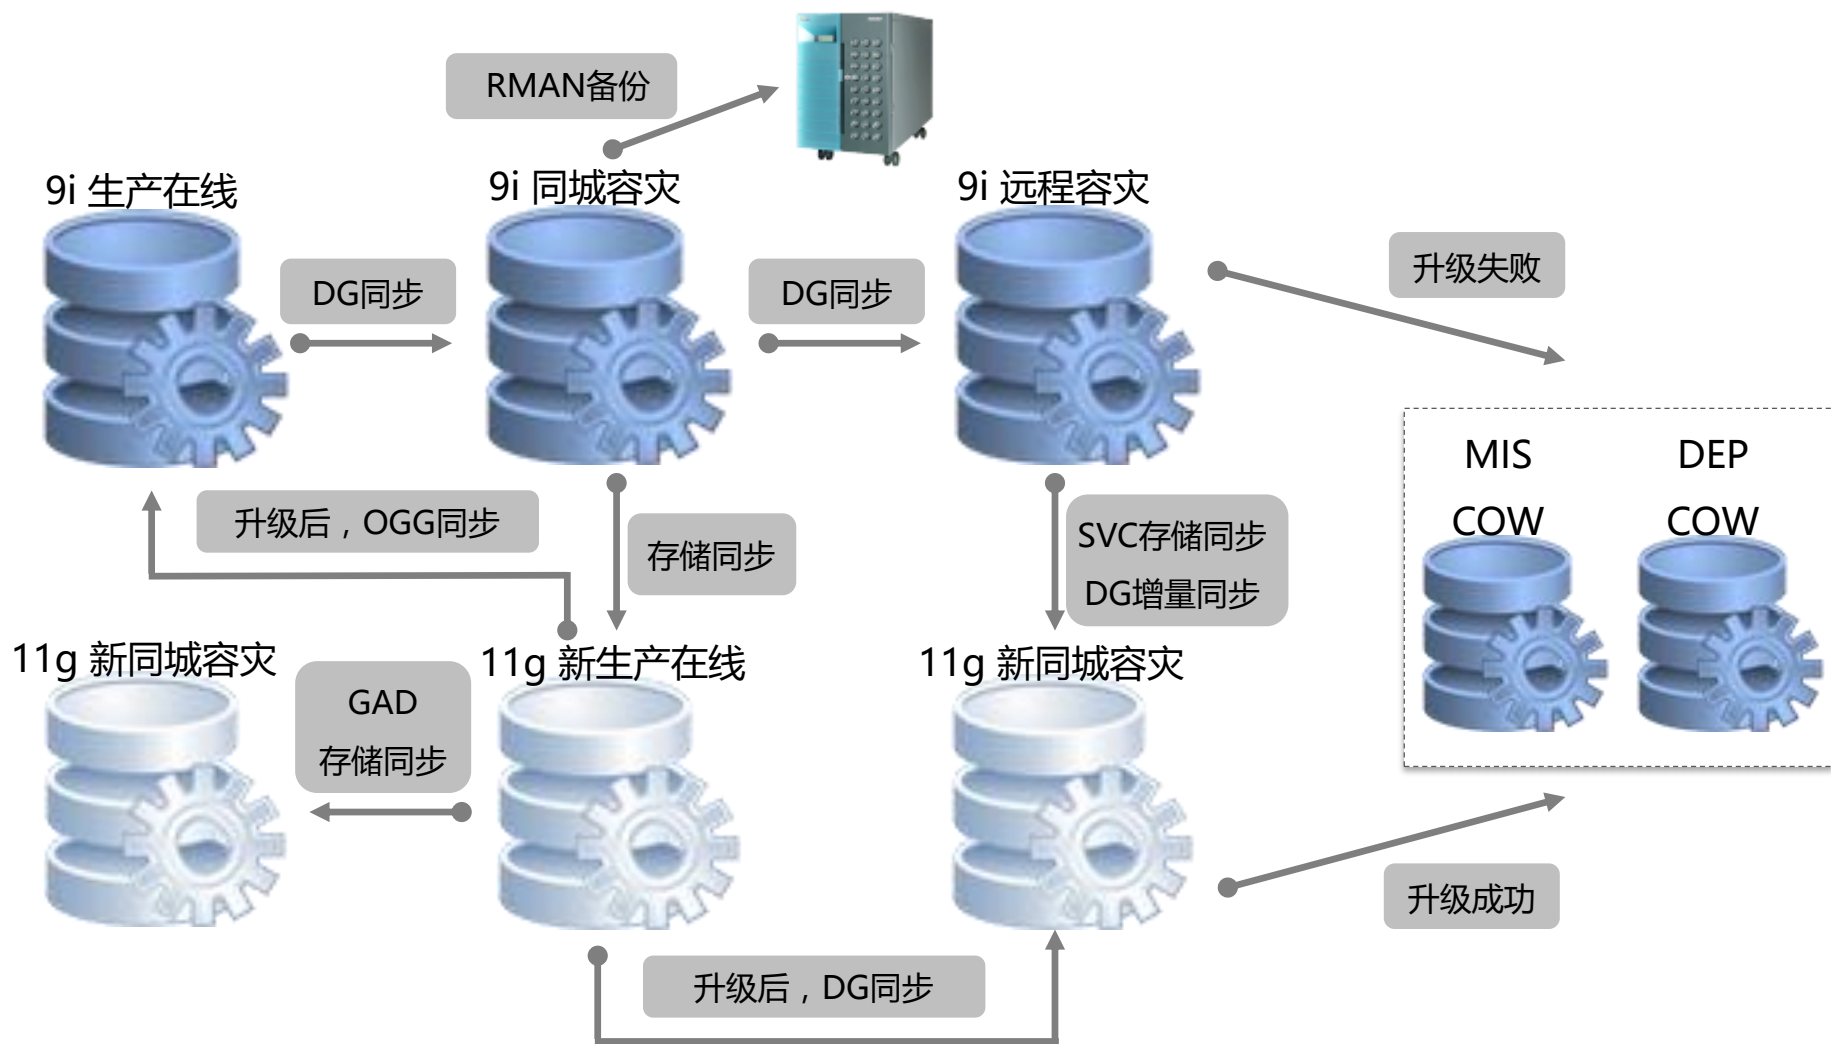 RMAN备份
9i 生产在线
9i 同城容灾
9i 远程容灾
DG同步
DG同步
升级失败
MIS
COW
DEP
COW
升级后，OGG同步
存储同步
SVC存储同步
DG增量同步
11g 新同城容灾
11g 新生产在线
11g 新同城容灾
GAD
存储同步
升级成功
升级后，DG同步